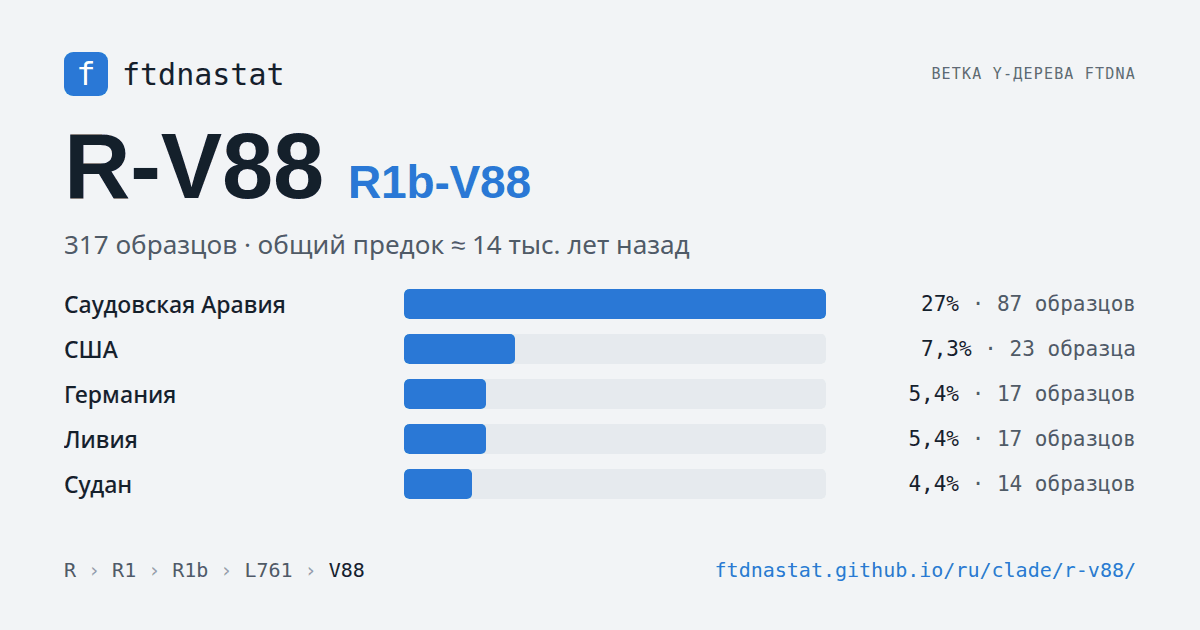 f ftdnastat
ВЕТКА Y-ДЕРЕВА FTDNA
R-V88 R1b-V88
317 образцов · общий предок ≈ 14 тыс. лет назад
Саудовская Аравия 27% · 87 образцов
США 7,3% · 23 образца
Германия 5,4% · 17 образцов
Ливия 5,4% · 17 образцов
Судан 4,4% · 14 образцов
R › R1 › R1b › L761 › V88
ftdnastat.github.io/ru/clade/r-v88/